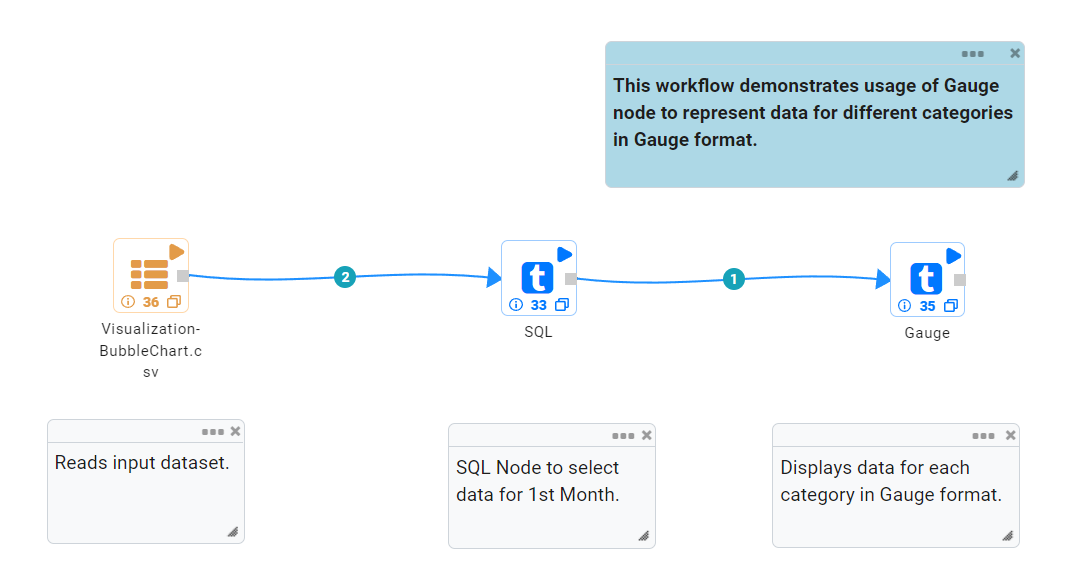 This workflow demonstrates usage of Gauge
node to represent data for different categories
in Gauge format.
2
1
t
t
36
33
35
Visualization-
BubbleChart.c
sv
SQL
Gauge
Reads input dataset.
SQL Node to select
data for 1st Month.
Displays data for each
category in Gauge format.